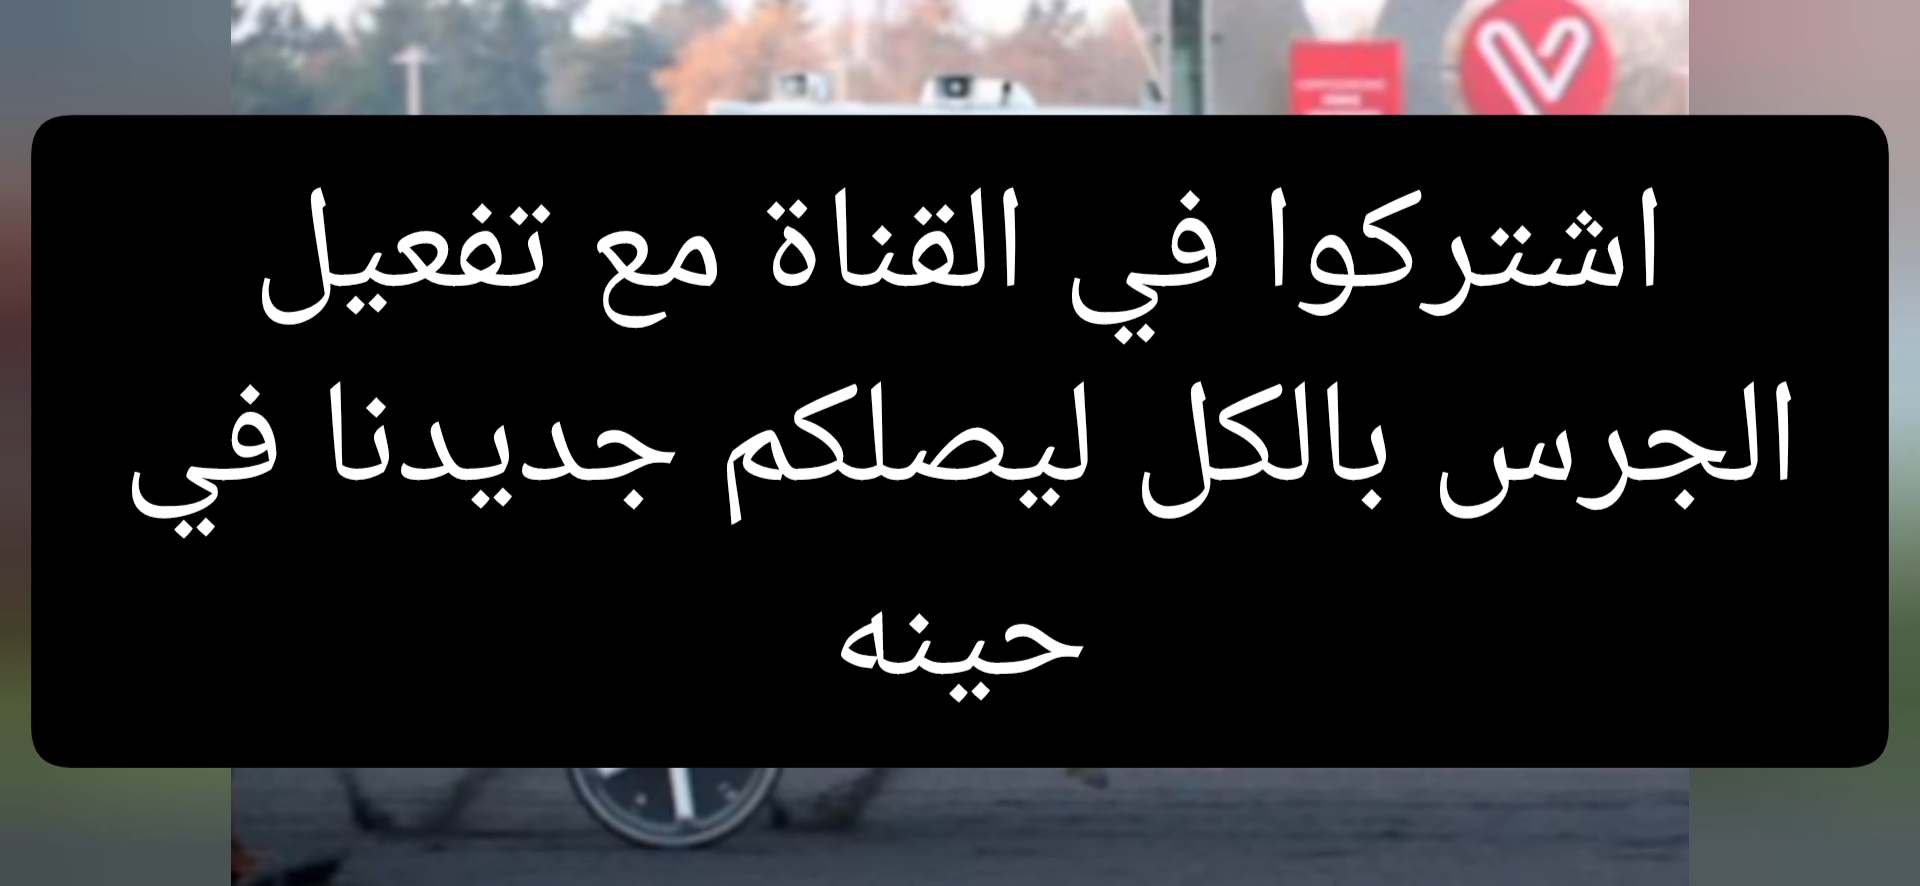 اشتركوا في القناة مع تفعيل
الجرس بالكل ليصلكم جديدنا في
حينه